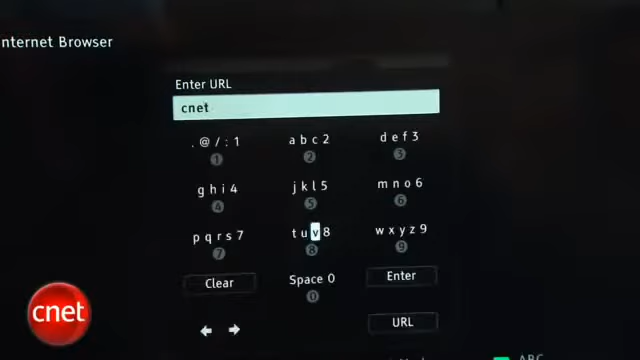 nternet Browser
Enter URL
cnet
. @ / : 1 a b c 2 d e f 3
1 2 3
g h i 4 j k l 5 m n o 6
4 5 6
p q r s 7 t u v 8 w x y z 9
7 8 9
Clear Space 0 Enter
0
← → URL
cnet
ABC